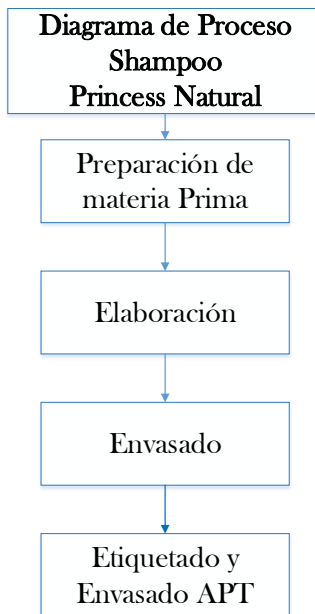 Diagrama de Proceso
Shampoo
Princess Natural
Preparación de
materia Prima
Elaboración
Envasado
Etiquetado y
Envasado APT